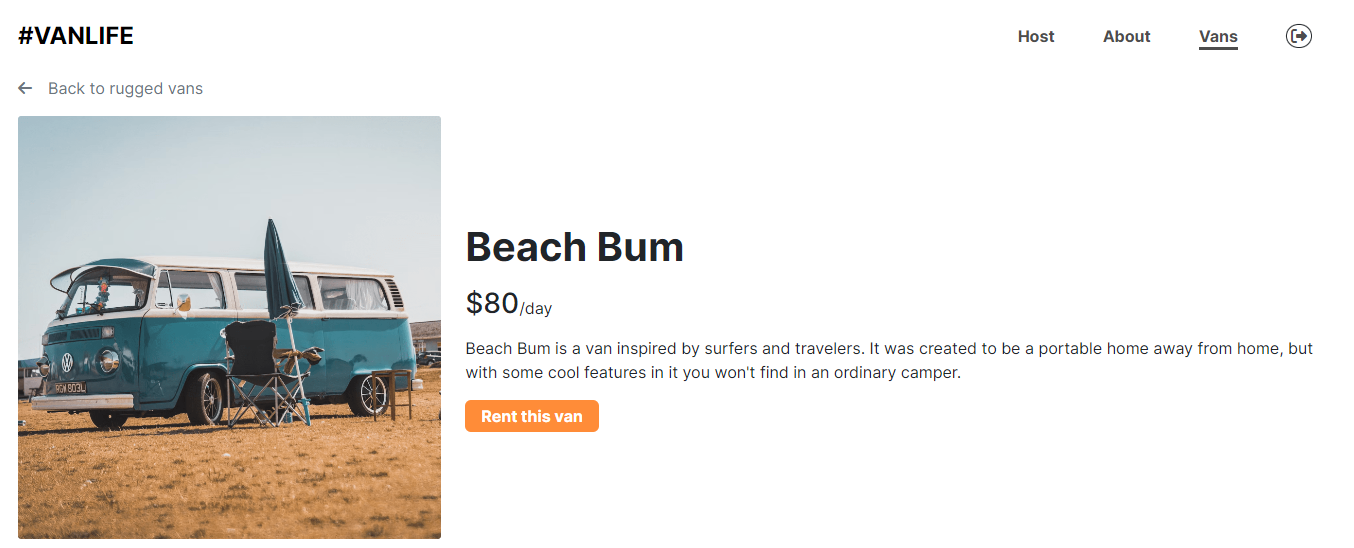 #VANLIFE
Host About Vans
Back to rugged vans
Beach Bum
$80/day
Beach Bum is a van inspired by surfers and travelers. It was created to be a portable home away from home, but
with some cool features in it you won't find in an ordinary camper.
Rent this van